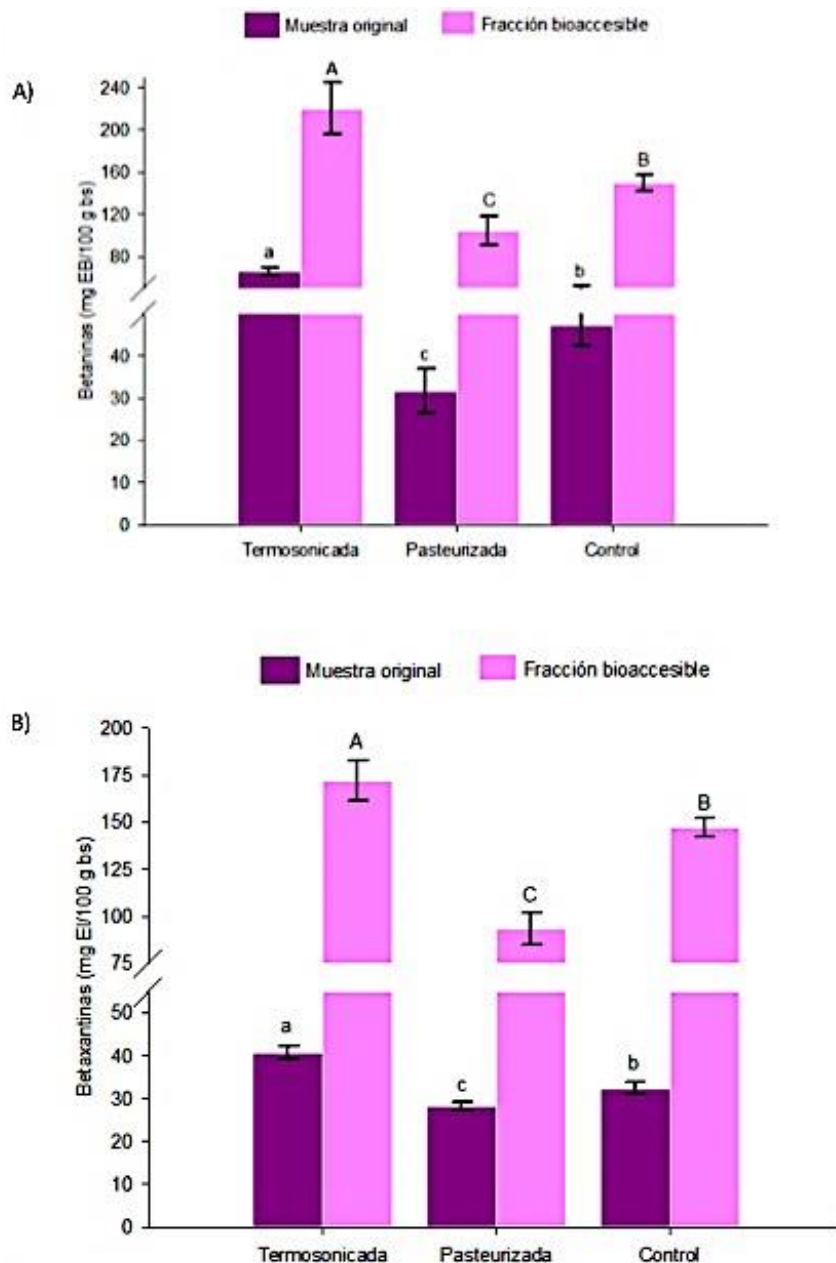 Muestra original Fracción bioaccesible
A)
Betaninas (mg EB/100 g bs)
240
200
160
120
80
40
30
20
10
0
a A
c C
b B
Termosonicada Pasteurizada Control
Muestra original Fracción bioaccesible
B)
Betaxantinas (mg EI/100 g bs)
200
175
150
125
100
75
50
40
30
20
10
0
a A
c C
b B
Termosonicada Pasteurizada Control